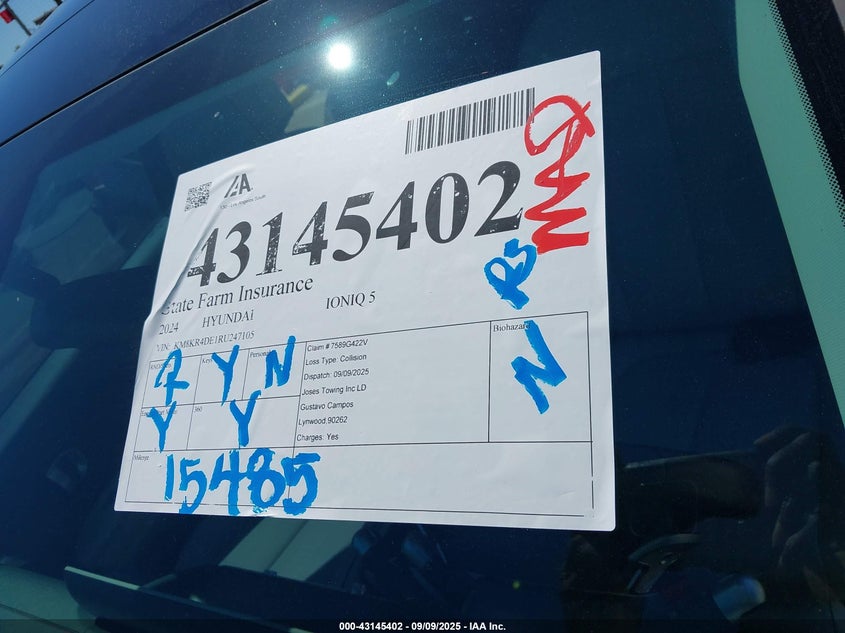 IAA
43145402
State Farm Insurance
2024 HYUNDAi IONIQ 5
VIN: KM8KR4DE1RU247105
Claim # 7589G422V
Loss Type: Collision
Dispatch: 09/09/2025
Joses Towing Inc LD
Gustavo Campos
Lynwood,90262
Charges: Yes
Biohazard
N
Y N
Y
360
Y
Mileage
15485
000-43145402 - 09/09/2025 - IAA Inc.